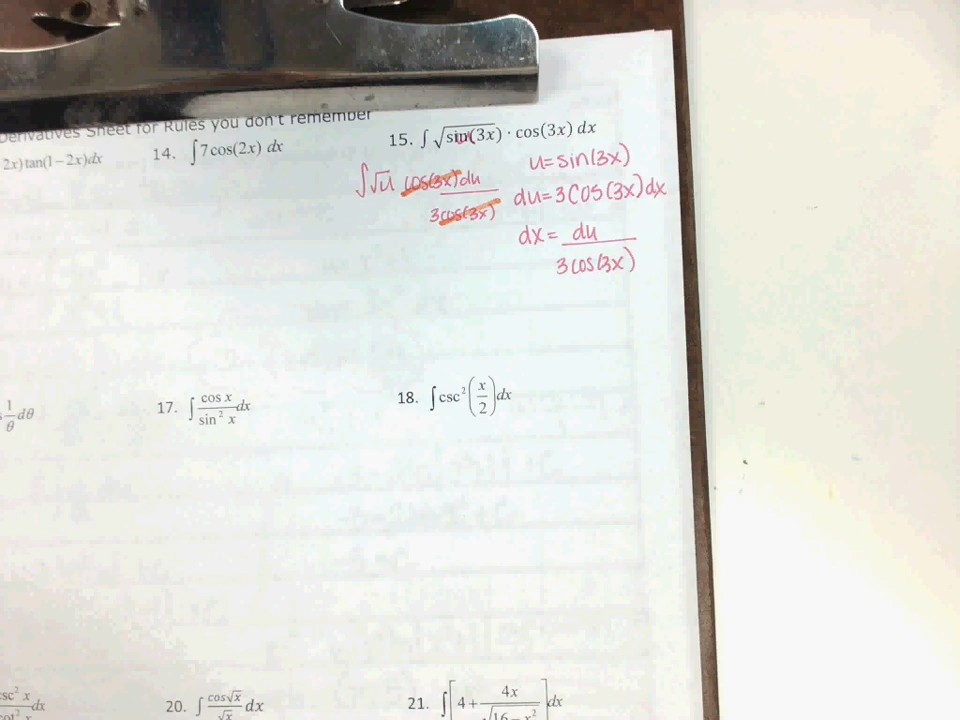 Derivatives Sheet for Rules you don't remember
2x)tan(1−2x)dx
14. ∫7cos(2x) dx
15. ∫√sin(3x) · cos(3x) dx
u=sin(3x)
∫√u cos(3x)du
3cos(3x)
du=3cos(3x)dx
dx= du
3cos(3x)
1/θ dθ
17. ∫ cos x / sin² x dx
18. ∫csc²(x/2)dx
20. ∫ cos√x / √x dx
21. ∫[4+ 4x / √16−x² ]dx